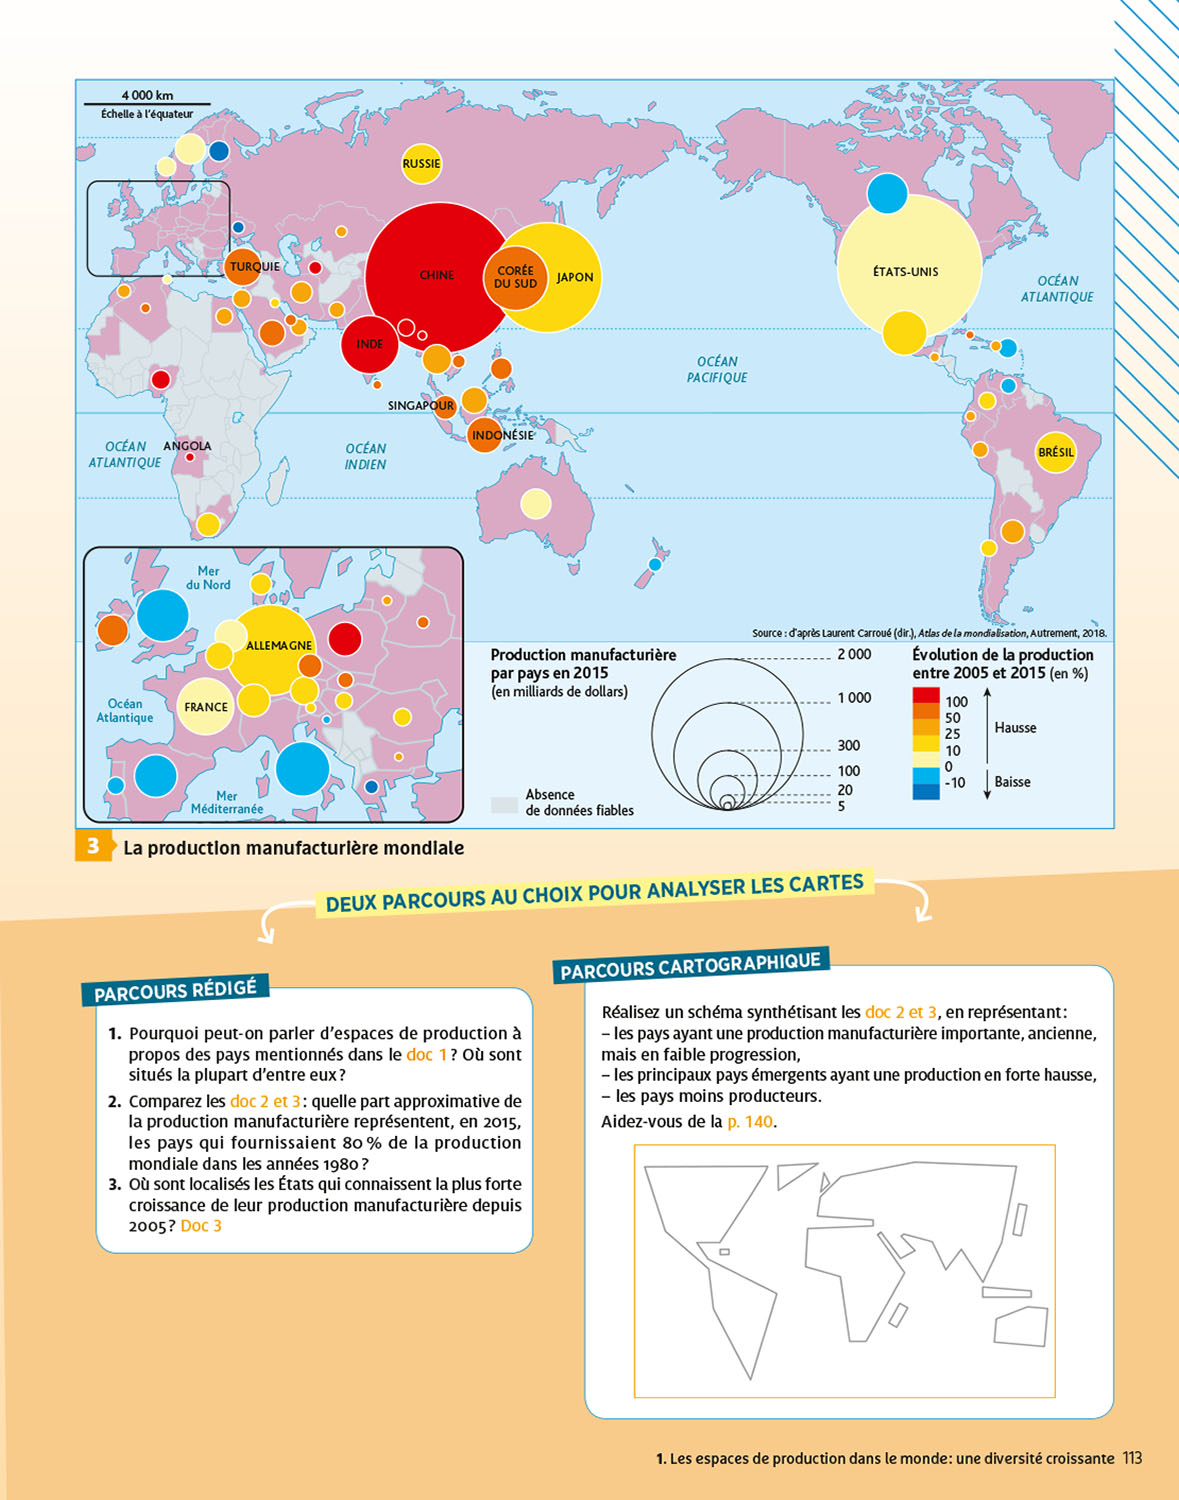 4 000 km
Échelle à l'équateur
RUSSIE
TURQUIE
CHINE
CORÉE
DU SUD
JAPON
ÉTATS-UNIS
OCÉAN
ATLANTIQUE
INDE
OCÉAN
PACIFIQUE
SINGAPOUR
INDONÉSIE
ANGOLA
OCÉAN
ATLANTIQUE
OCÉAN
INDIEN
BRÉSIL
Mer
du Nord
ALLEMAGNE
FRANCE
Océan
Atlantique
Mer
Méditerranée
Source : d'après Laurent Carroué (dir.), Atlas de la mondialisation, Autrement, 2018.
Production manufacturière
par pays en 2015
(en milliards de dollars)
2 000
1 000
300
100
20
5
Absence
de données fiables
Évolution de la production
entre 2005 et 2015 (en %)
100
50
25
10
0
-10
Hausse
Baisse
3 La production manufacturière mondiale
DEUX PARCOURS AU CHOIX POUR ANALYSER LES CARTES
PARCOURS RÉDIGÉ
1. Pourquoi peut-on parler d'espaces de production à
propos des pays mentionnés dans le doc 1 ? Où sont
situés la plupart d'entre eux ?
2. Comparez les doc 2 et 3 : quelle part approximative de
la production manufacturière représentent, en 2015,
les pays qui fournissaient 80 % de la production
mondiale dans les années 1980 ?
3. Où sont localisés les États qui connaissent la plus forte
croissance de leur production manufacturière depuis
2005 ? Doc 3
PARCOURS CARTOGRAPHIQUE
Réalisez un schéma synthétisant les doc 2 et 3, en représentant :
– les pays ayant une production manufacturière importante, ancienne,
mais en faible progression,
– les principaux pays émergents ayant une production en forte hausse,
– les pays moins producteurs.
Aidez-vous de la p. 140.
1. Les espaces de production dans le monde : une diversité croissante 113